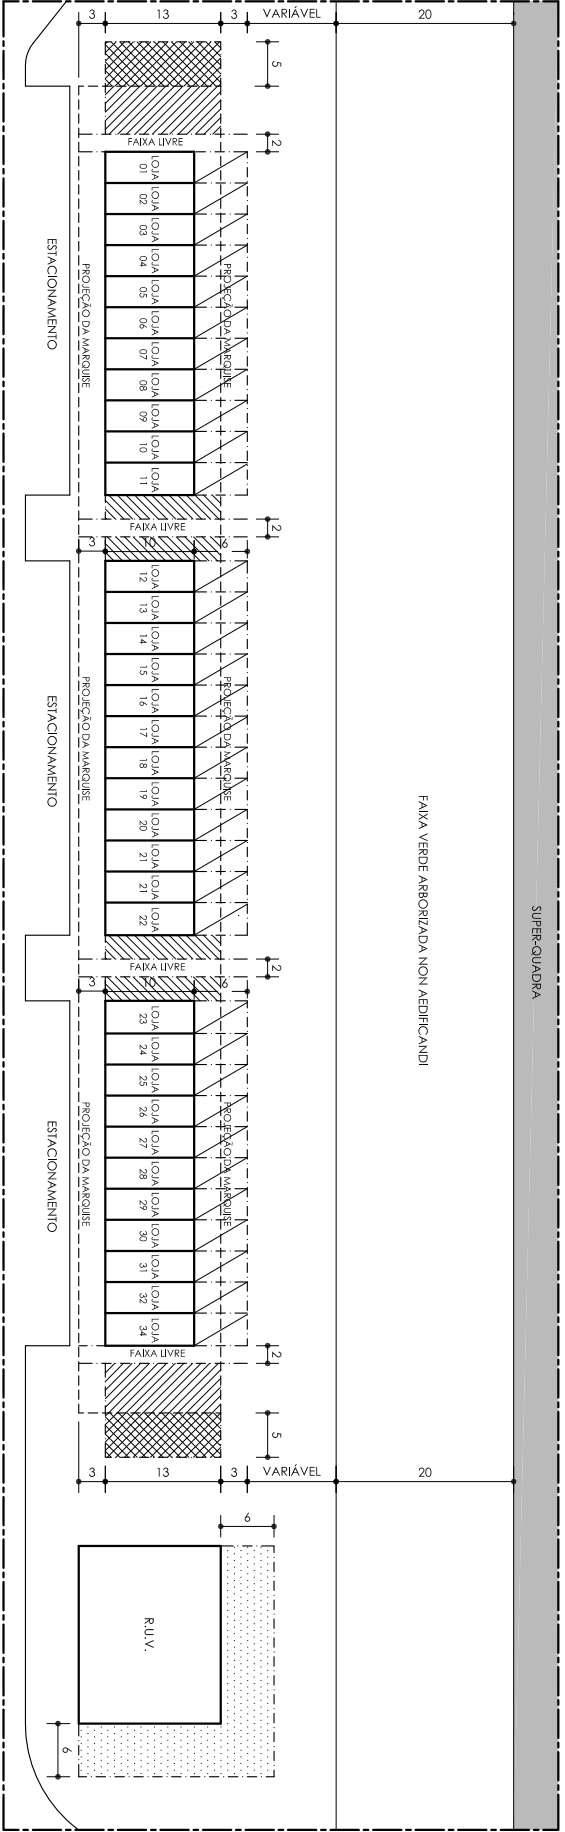 3
13
3
VARIÁVEL
20
5
FAIXA LIVRE
2
LOJA
01
LOJA
02
LOJA
03
LOJA
04
LOJA
05
LOJA
06
LOJA
07
LOJA
08
LOJA
09
LOJA
10
LOJA
11
ESTACIONAMENTO
PROJEÇÃO DA MARQUISE
PROJEÇÃO DA MARQUISE
FAIXA LIVRE
2
3
10
6
LOJA
12
LOJA
13
LOJA
14
LOJA
15
LOJA
16
LOJA
17
LOJA
18
LOJA
19
LOJA
20
LOJA
21
LOJA
21
LOJA
22
ESTACIONAMENTO
PROJEÇÃO DA MARQUISE
PROJEÇÃO DA MARQUISE
FAIXA VERDE ARBORIZADA NON AEDIFICANDI
SUPER-QUADRA
FAIXA LIVRE
2
3
10
6
LOJA
23
LOJA
24
LOJA
25
LOJA
26
LOJA
27
LOJA
28
LOJA
29
LOJA
30
LOJA
31
LOJA
32
LOJA
34
ESTACIONAMENTO
PROJEÇÃO DA MARQUISE
PROJEÇÃO DA MARQUISE
FAIXA LIVRE
2
5
3
13
3
VARIÁVEL
20
6
R.U.V.
6